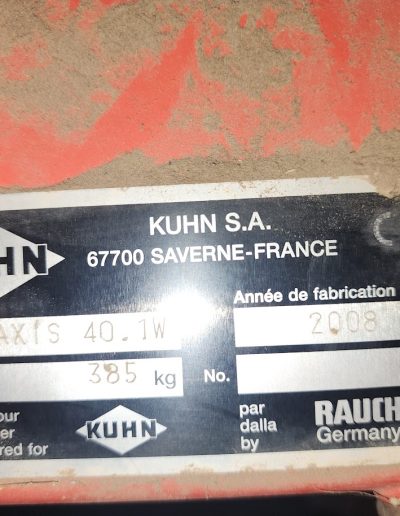 KUHN S.A.
67700 SAVERNE-FRANCE
HN
Année de fabrication
AXIS 40.1W
2008
385 kg
No.
our
er
ered for
KUHN
par
dalla
by
RAUCH
Germany